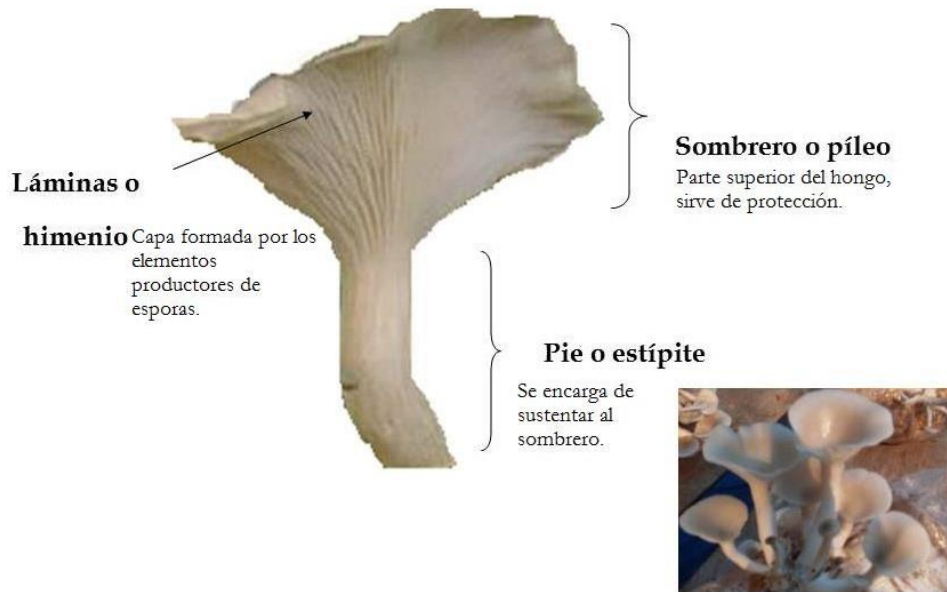 Láminas o
himenio Capa formada por los
elementos
productores de
esporas.
Sombrero o píleo
Parte superior del hongo,
sirve de protección.
Pie o estípite
Se encarga de
sustentar al
sombrero.